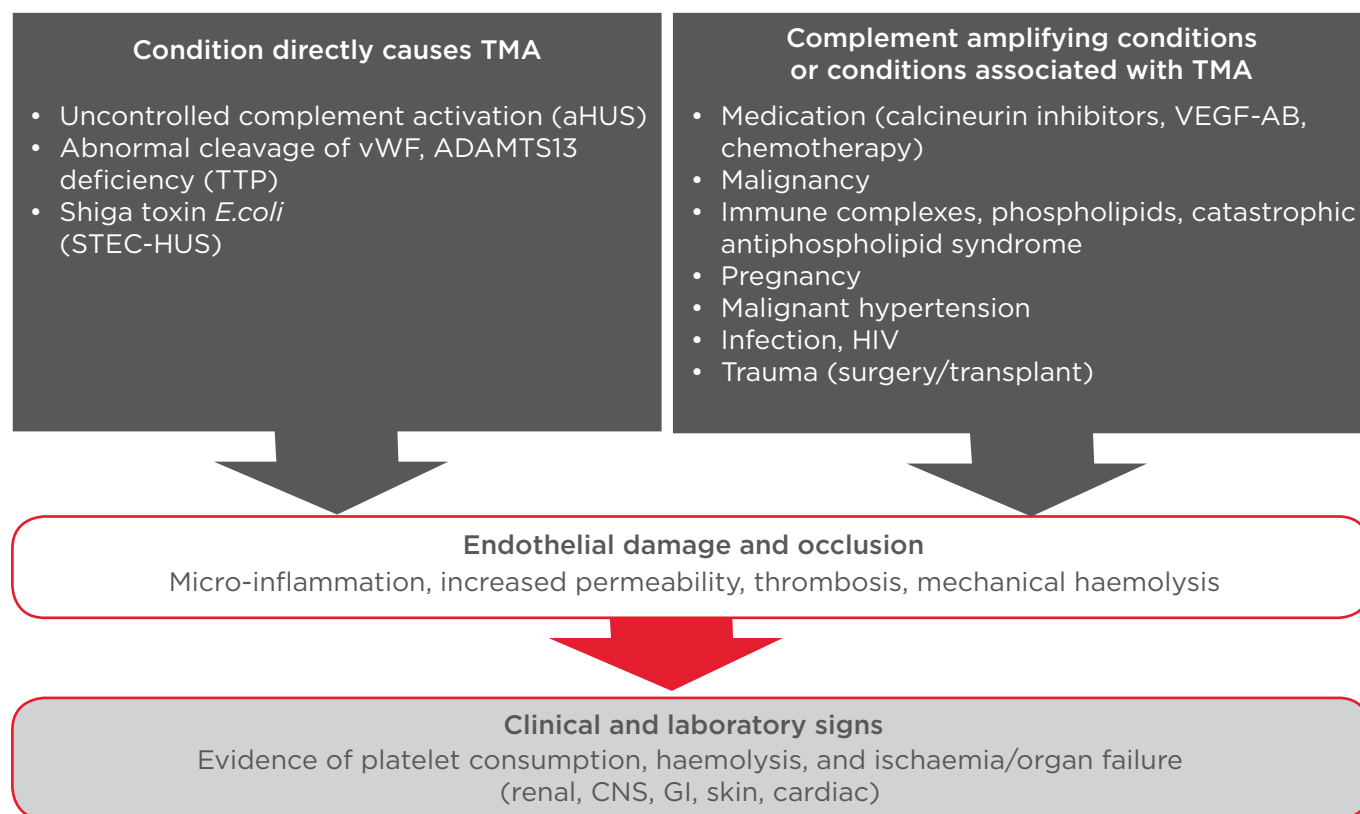 Condition directly causes TMA
• Uncontrolled complement activation (aHUS)
• Abnormal cleavage of vWF, ADAMTS13
deficiency (TTP)
• Shiga toxin E.coli
(STEC-HUS)
Complement amplifying conditions
or conditions associated with TMA
• Medication (calcineurin inhibitors, VEGF-AB,
chemotherapy)
• Malignancy
• Immune complexes, phospholipids, catastrophic
antiphospholipid syndrome
• Pregnancy
• Malignant hypertension
• Infection, HIV
• Trauma (surgery/transplant)
Endothelial damage and occlusion
Micro-inflammation, increased permeability, thrombosis, mechanical haemolysis
Clinical and laboratory signs
Evidence of platelet consumption, haemolysis, and ischaemia/organ failure
(renal, CNS, GI, skin, cardiac)